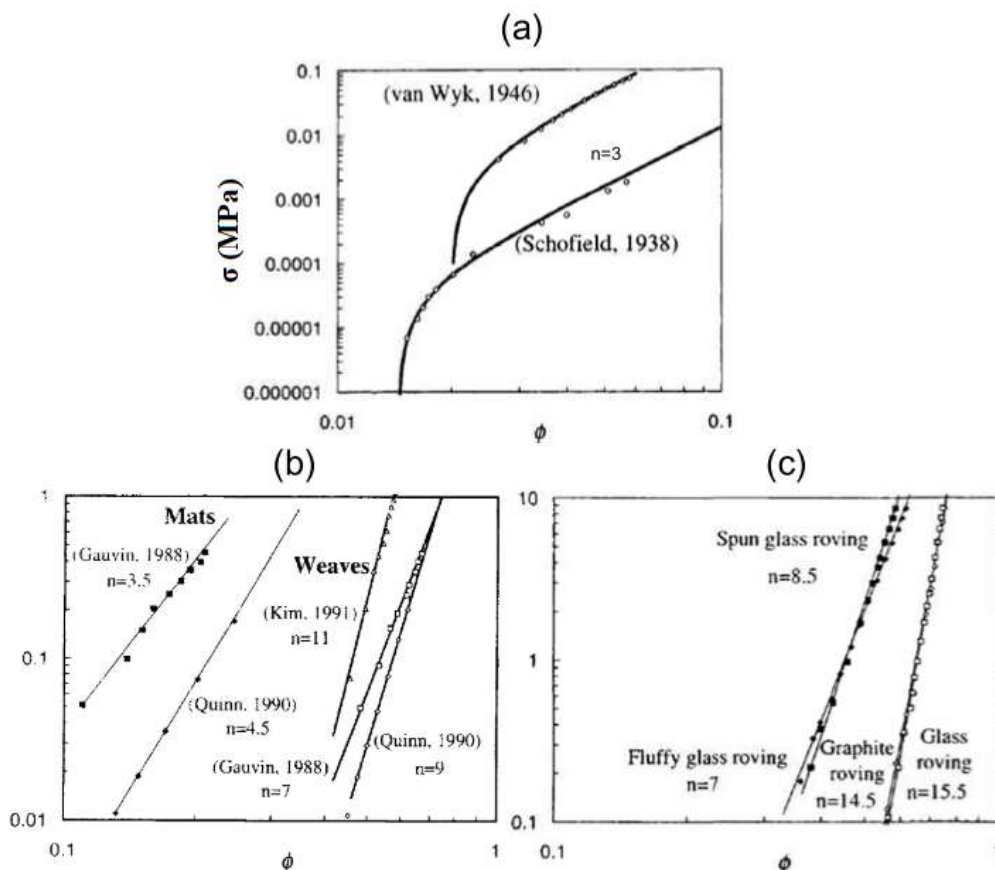 (a)
0.1
(van Wyk, 1946)
0.01
n=3
0.001
(Schofield, 1938)
0.0001
0.00001
0.000001
0.01
0.1
σ (MPa)
ϕ
(b)
1
Mats
(Gauvin, 1988)
n=3.5
Weaves
(Kim, 1991)
n=11
0.1
(Quinn, 1990)
n=4.5
(Quinn, 1990)
n=9
(Gauvin, 1988)
n=7
0.01
0.1
ϕ
1
(c)
10
Spun glass roving
n=8.5
1
Fluffy glass roving
n=7
Graphite
roving
n=14.5
Glass
roving
n=15.5
0.1
0.1
ϕ
1